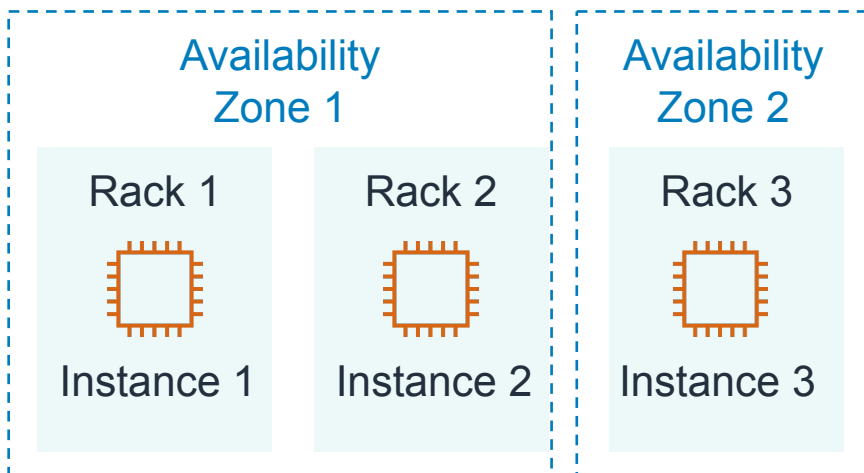 Availability
Zone 1
Availability
Zone 2
Rack 1
Rack 2
Rack 3
Instance 1
Instance 2
Instance 3